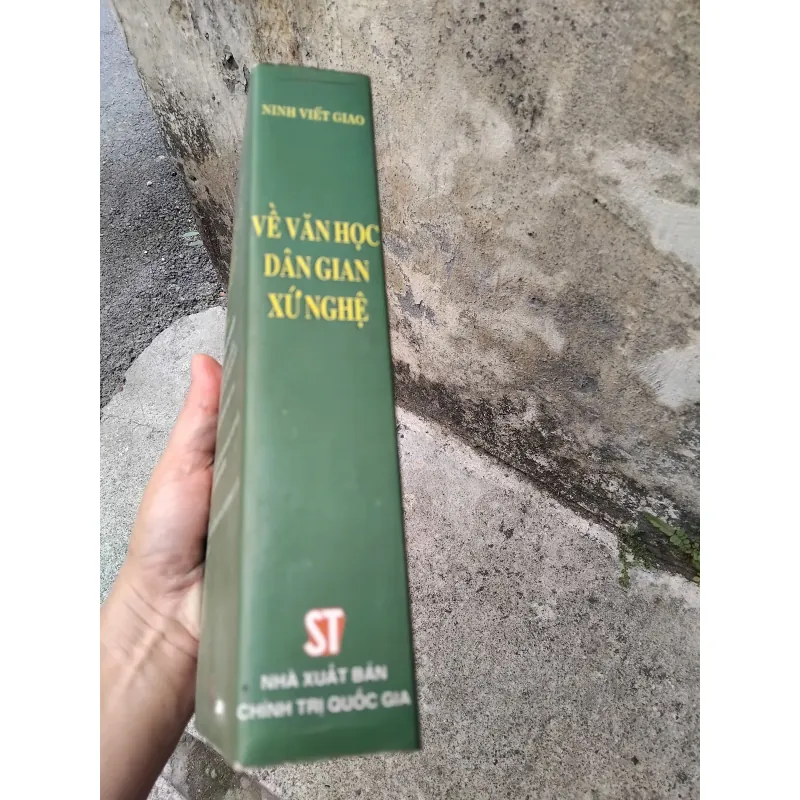 NINH VIẾT GIAO
VỀ VĂN HỌC
DÂN GIAN
XỨ NGHỆ
ST
NHÀ XUẤT BẢN
CHÍNH TRỊ QUỐC GIA